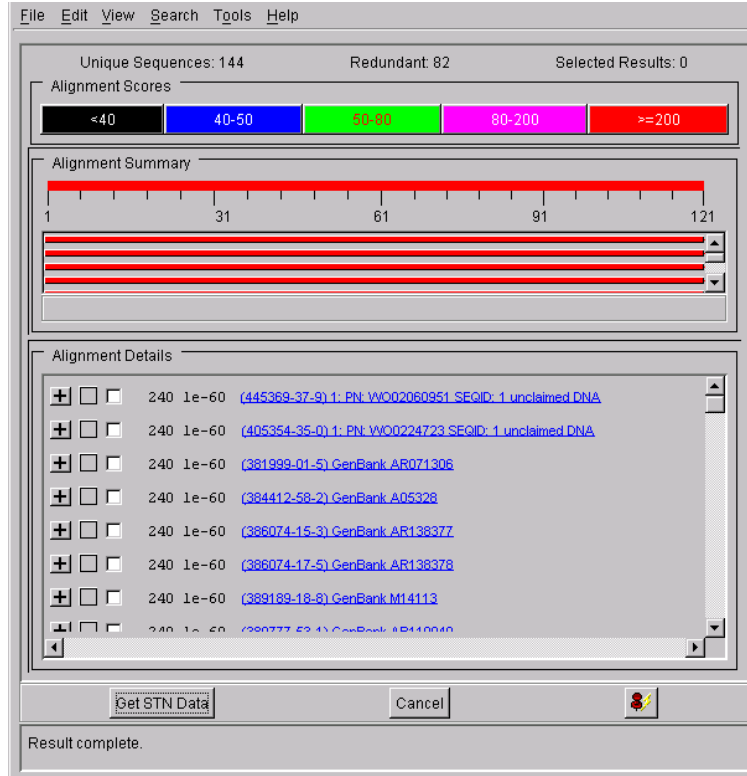 File Edit View Search Tools Help
Unique Sequences: 144 Redundant: 82 Selected Results: 0
Alignment Scores
<40 40-50 50-80 80-200 >=200
Alignment Summary
1 31 61 91 121
Alignment Details
240 1e-60 (445369-37-9) 1: PN: WO02060951 SEQID: 1 unclaimed DNA
240 1e-60 (405354-35-0) 1: PN: WO0224723 SEQID: 1 unclaimed DNA
240 1e-60 (381999-01-5) GenBank AR071306
240 1e-60 (384412-58-2) GenBank A05328
240 1e-60 (386074-15-3) GenBank AR138377
240 1e-60 (386074-17-5) GenBank AR138378
240 1e-60 (389189-18-8) GenBank M14113
240 1e-60
Get STN Data Cancel
Result complete.